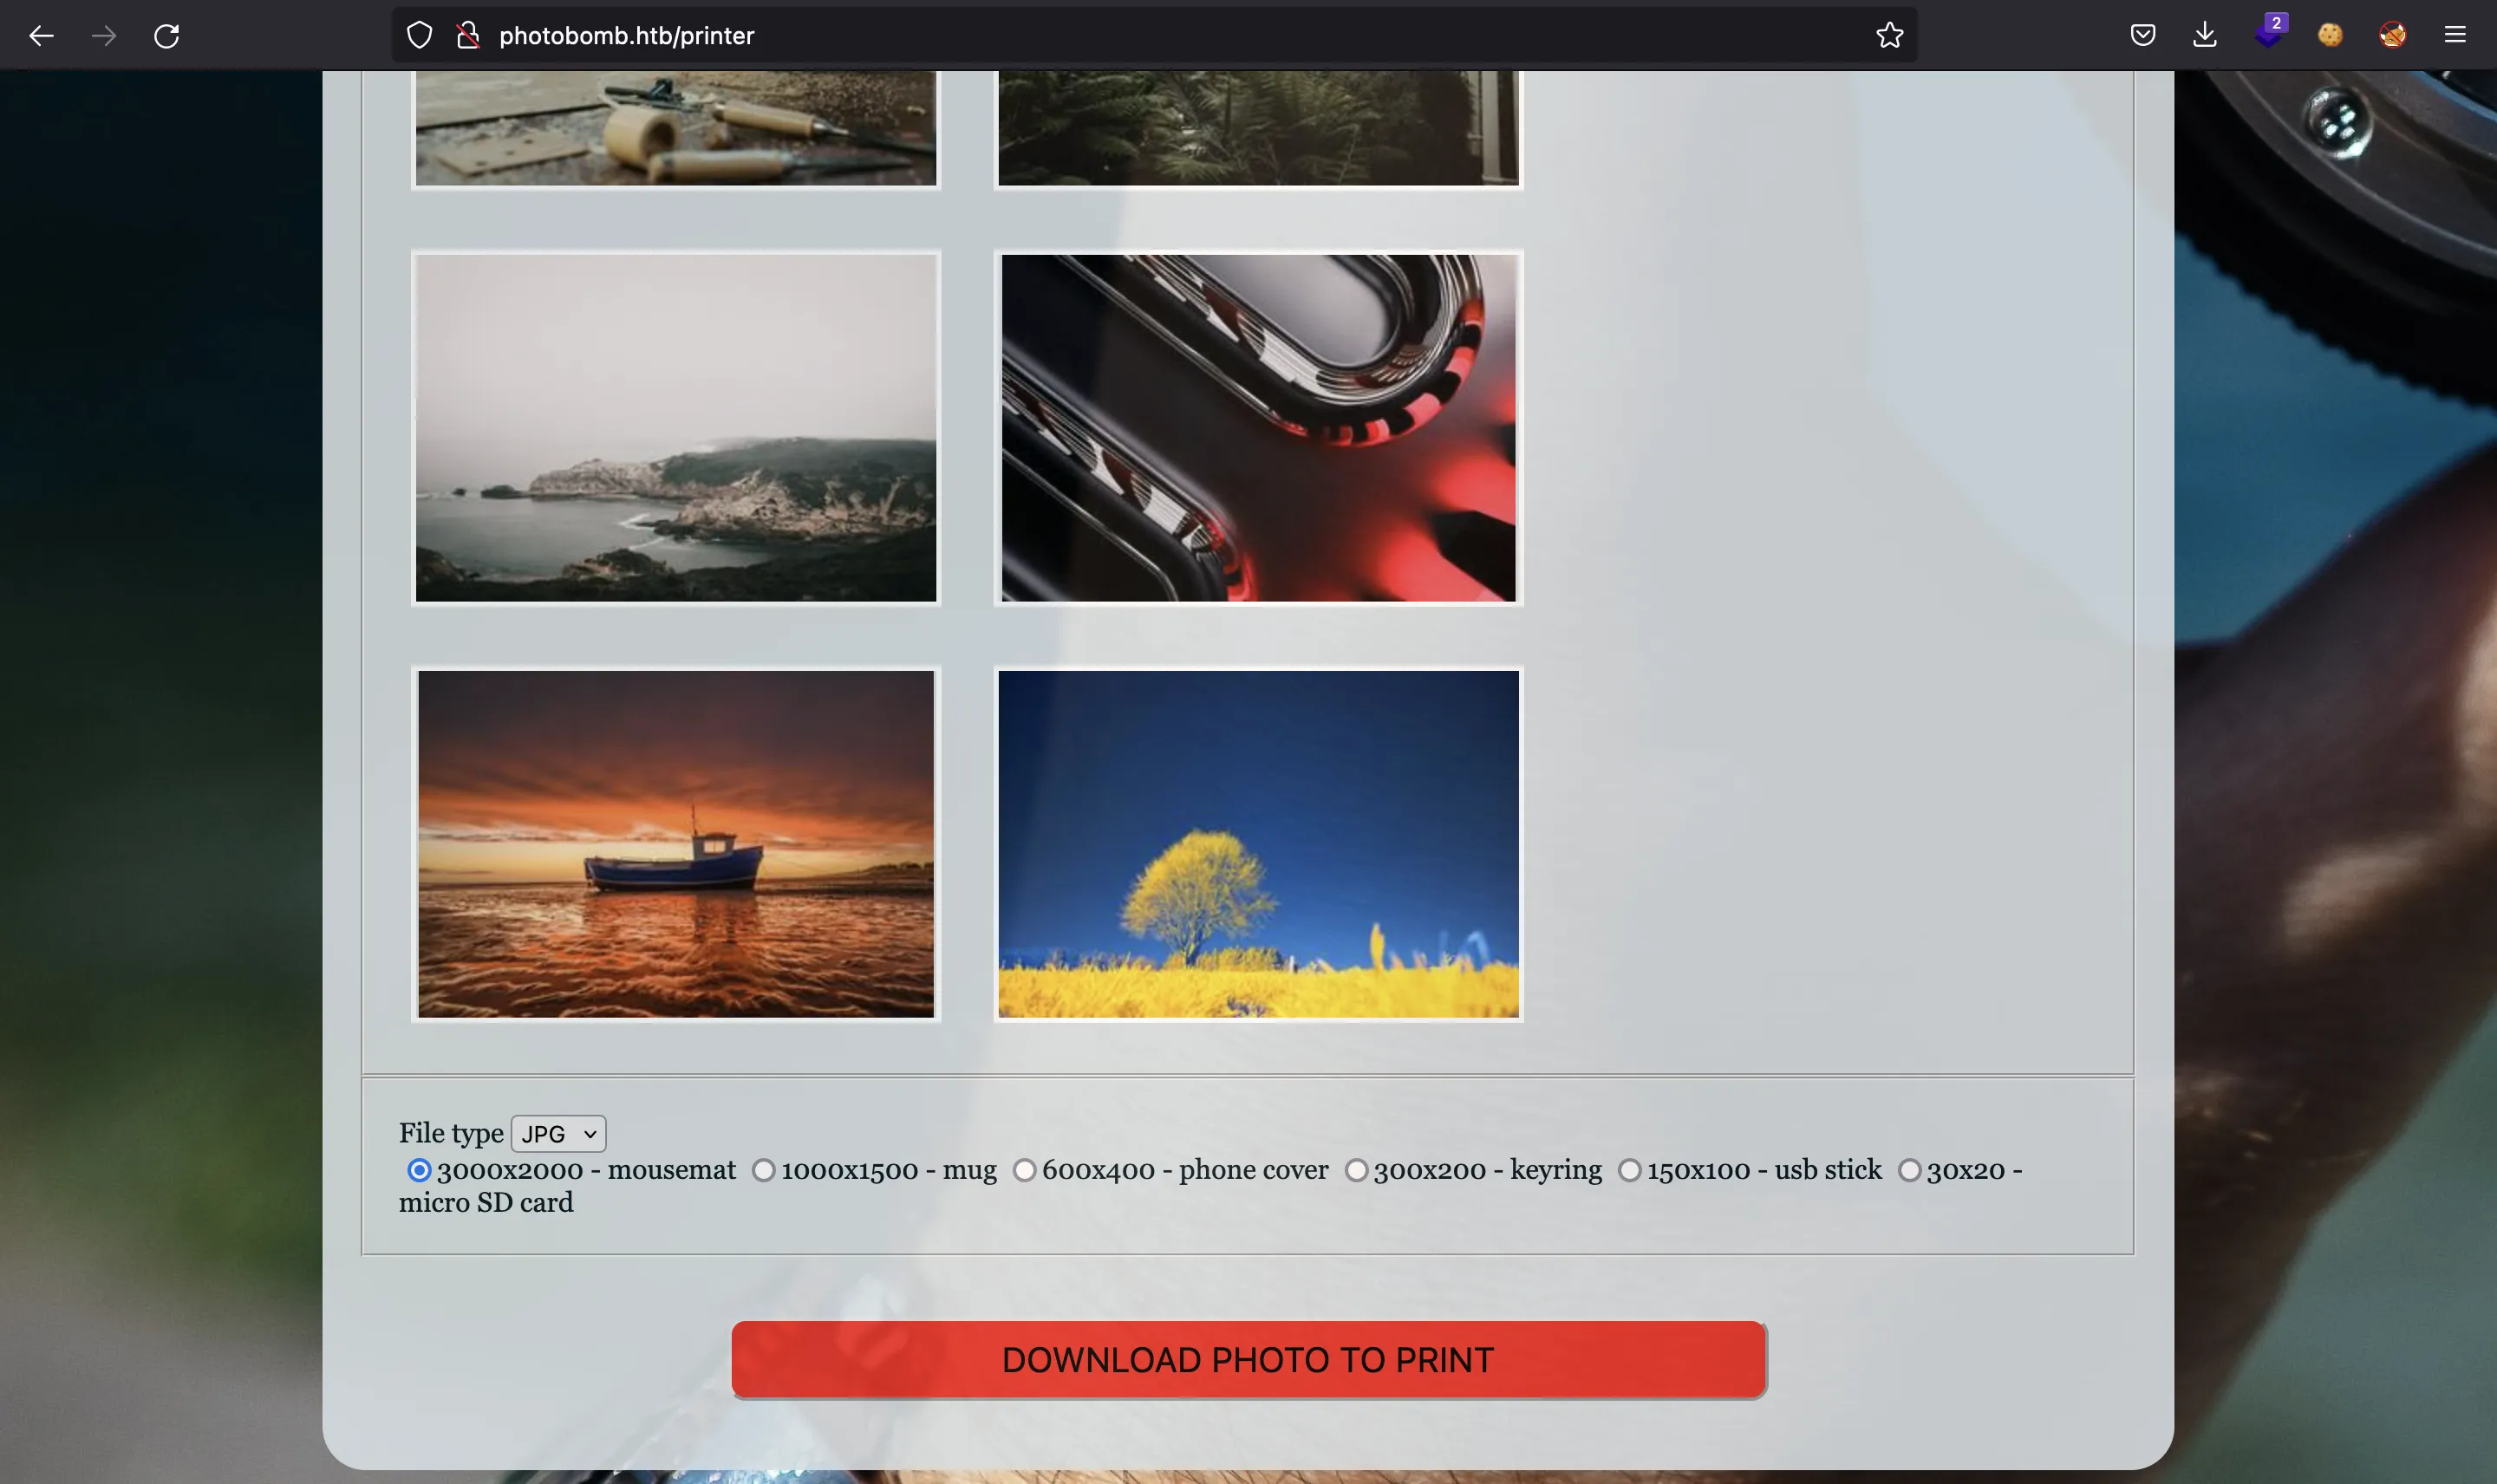 photobomb.htb/printer
2
File type JPG
3000x2000 - mousemat 1000x1500 - mug 600x400 - phone cover 300x200 - keyring 150x100 - usb stick 30x20 -
micro SD card
DOWNLOAD PHOTO TO PRINT